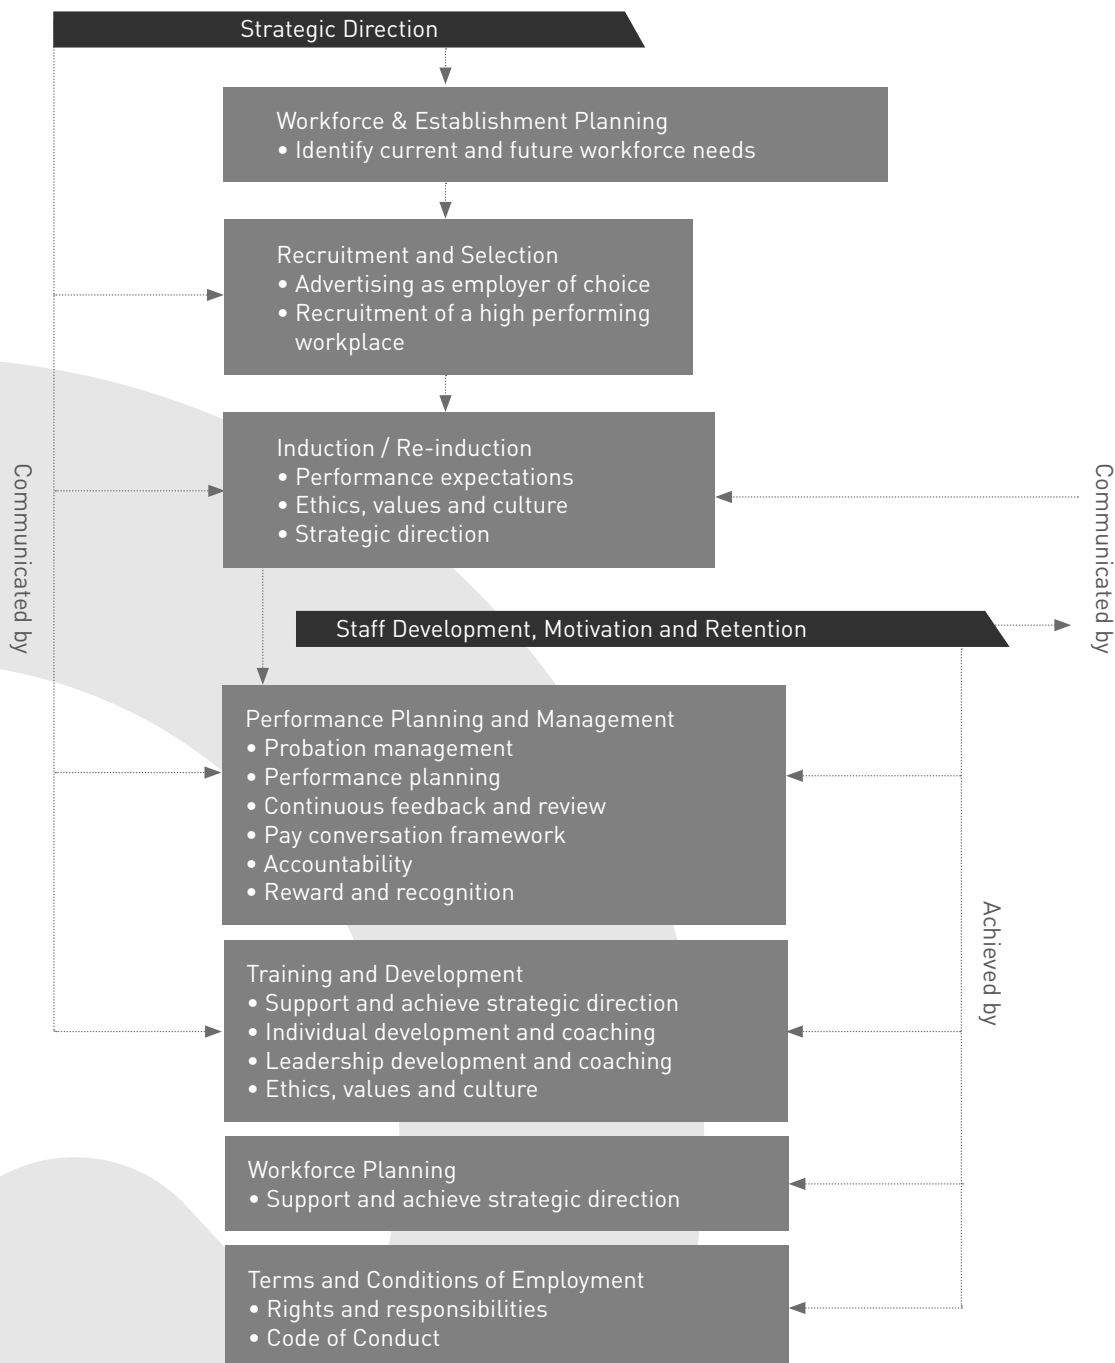 Strategic Direction
Workforce & Establishment Planning
• Identify current and future workforce needs
Recruitment and Selection
• Advertising as employer of choice
• Recruitment of a high performing
workplace
Induction / Re-induction
• Performance expectations
• Ethics, values and culture
• Strategic direction
Communicated by
Communicated by
Staff Development, Motivation and Retention
Performance Planning and Management
• Probation management
• Performance planning
• Continuous feedback and review
• Pay conversation framework
• Accountability
• Reward and recognition
Achieved by
Training and Development
• Support and achieve strategic direction
• Individual development and coaching
• Leadership development and coaching
• Ethics, values and culture
Workforce Planning
• Support and achieve strategic direction
Terms and Conditions of Employment
• Rights and responsibilities
• Code of Conduct